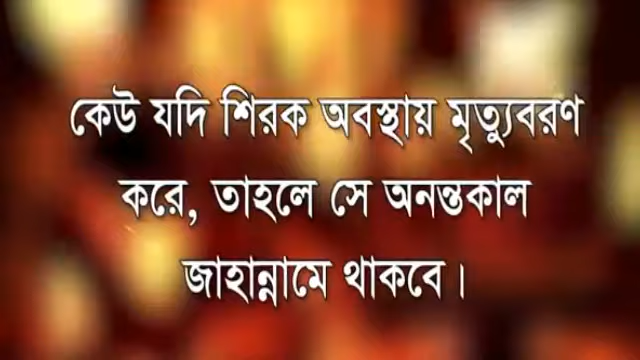 কেউ যদি শিরক অবস্থায় মৃত্যুবরণ
করে, তাহলে সে অনন্তকাল
জাহান্নামে থাকবে।